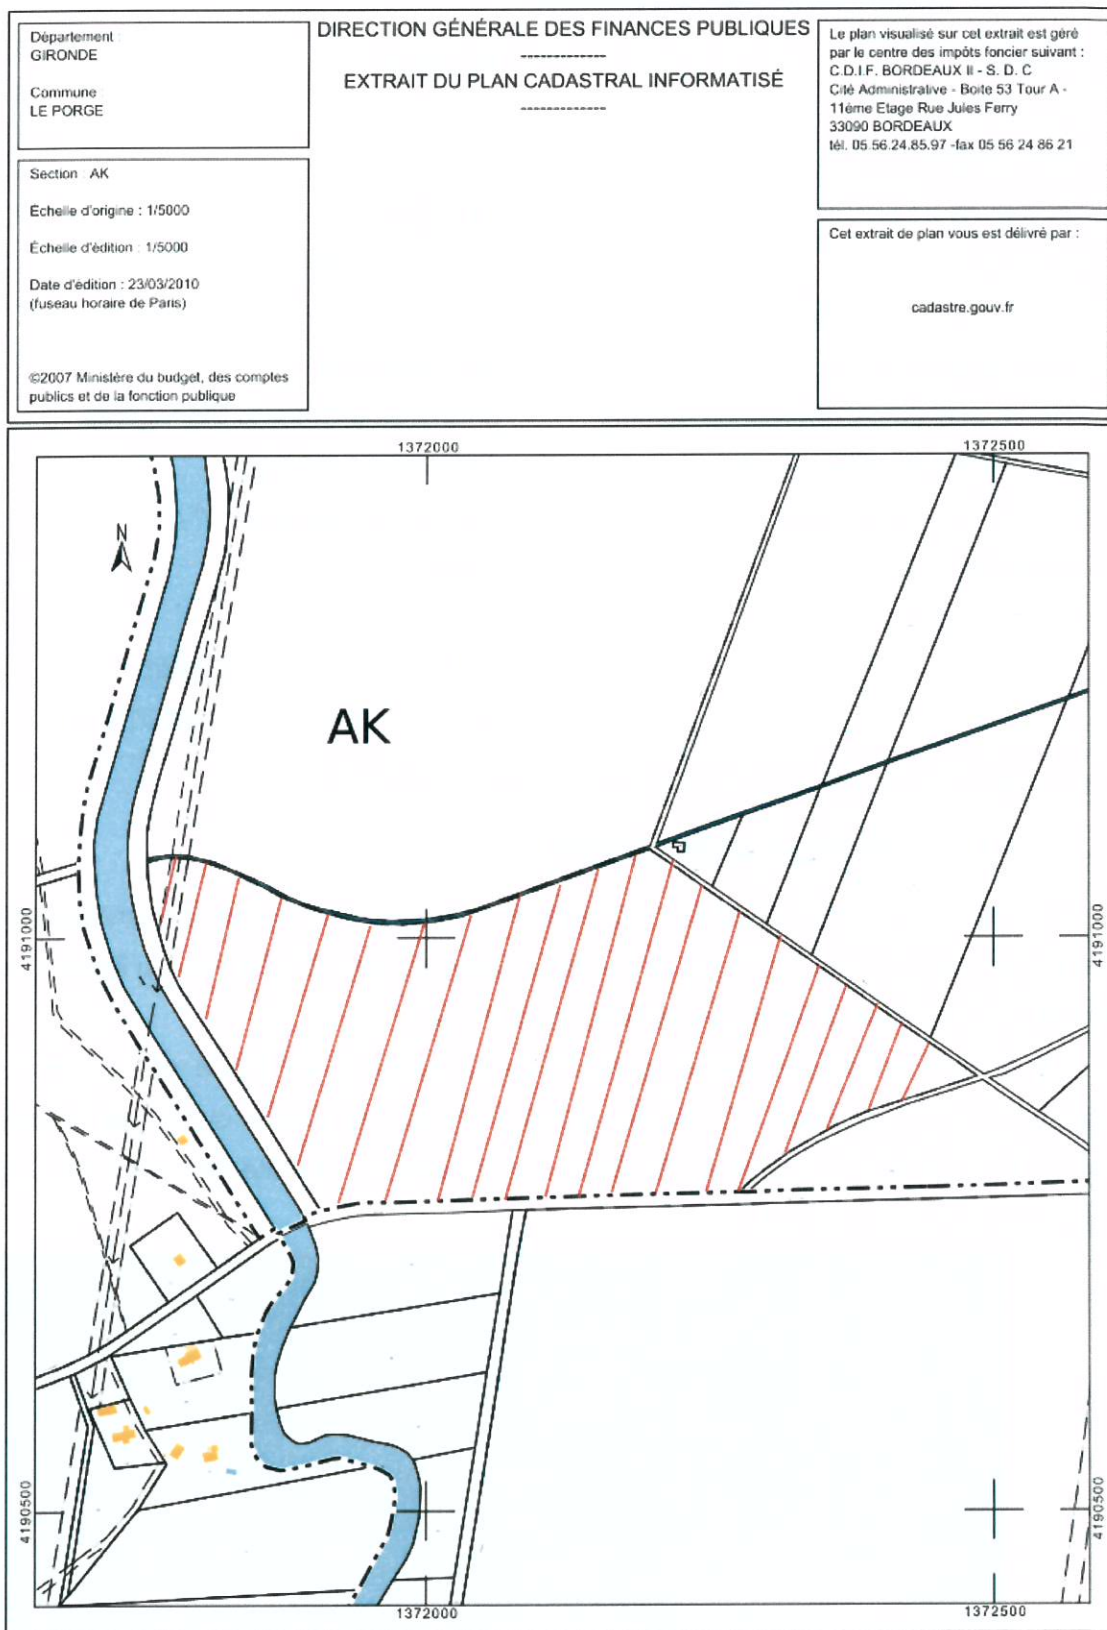 Département :
GIRONDE
Commune :
LE PORGE
Section : AK
Échelle d'origine : 1/5000
Échelle d'édition : 1/5000
Date d'édition : 23/03/2010
(fuseau horaire de Paris)
©2007 Ministère du budget, des comptes
publics et de la fonction publique
DIRECTION GÉNÉRALE DES FINANCES PUBLIQUES
-------------
EXTRAIT DU PLAN CADASTRAL INFORMATISÉ
-------------
Le plan visualisé sur cet extrait est géré
par le centre des impôts foncier suivant :
C.D.I.F. BORDEAUX II - S. D. C
Cité Administrative - Boite 53 Tour A -
11ème Etage Rue Jules Ferry
33090 BORDEAUX
tél. 05.56.24.85.97 -fax 05 56 24 86 21
Cet extrait de plan vous est délivré par :
cadastre.gouv.fr
1372000
1372500
N
AK
4191000
4191000
4190500
4190500
1372000
1372500